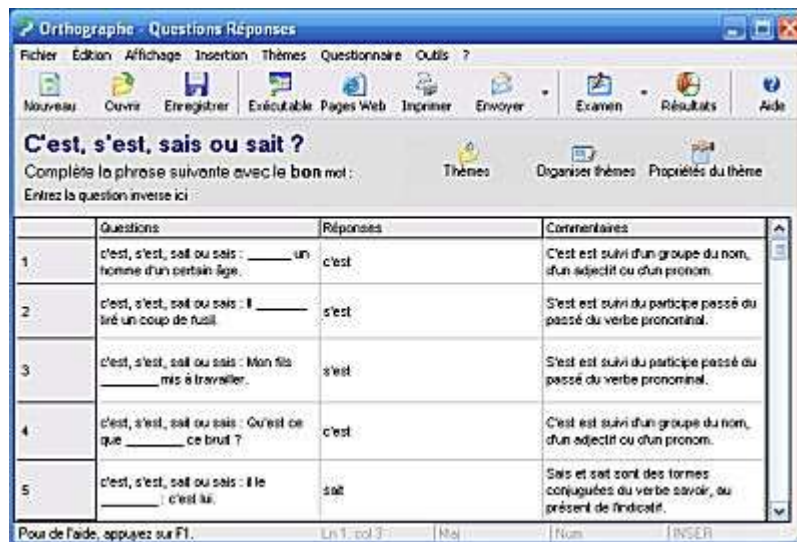 Orthographe - Questions Réponses
Fichier Édition Affichage Insertion Thèmes Questionnaire Outils ?
Nouveau Ouvrir Enregistrer Exécutable Pages Web Imprimer Envoyer Examen Résultats Aide
C'est, s'est, sais ou sait ?
Complète la phrase suivante avec le bon mot :
Entrez la question inverse ici
Thèmes Organiser thèmes Propriétés du thème
Questions Réponses Commentaires
1
c'est, s'est, sait ou sais : ______ un
homme d'un certain âge.
c'est
C'est est suivi d'un groupe du nom,
d'un adjectif ou d'un pronom.
2
c'est, s'est, sait ou sais : Il ______
tiré un coup de fusil.
s'est
S'est est suivi du participe passé du
passé du verbe pronominal.
3
c'est, s'est, sait ou sais : Mon fils
______ mis à travailler.
s'est
S'est est suivi du participe passé du
passé du verbe pronominal.
4
c'est, s'est, sait ou sais : Qu'est ce
que ______ ce bruit ?
c'est
C'est est suivi d'un groupe du nom,
d'un adjectif ou d'un pronom.
5
c'est, s'est, sait ou sais : il le
______ : c'est lui.
sait
Sais et sait sont des formes
conjuguées du verbe savoir, au
présent de l'indicatif.
Pour de l'aide, appuyez sur F1. Ln 1, col 3 Maj Num INSER